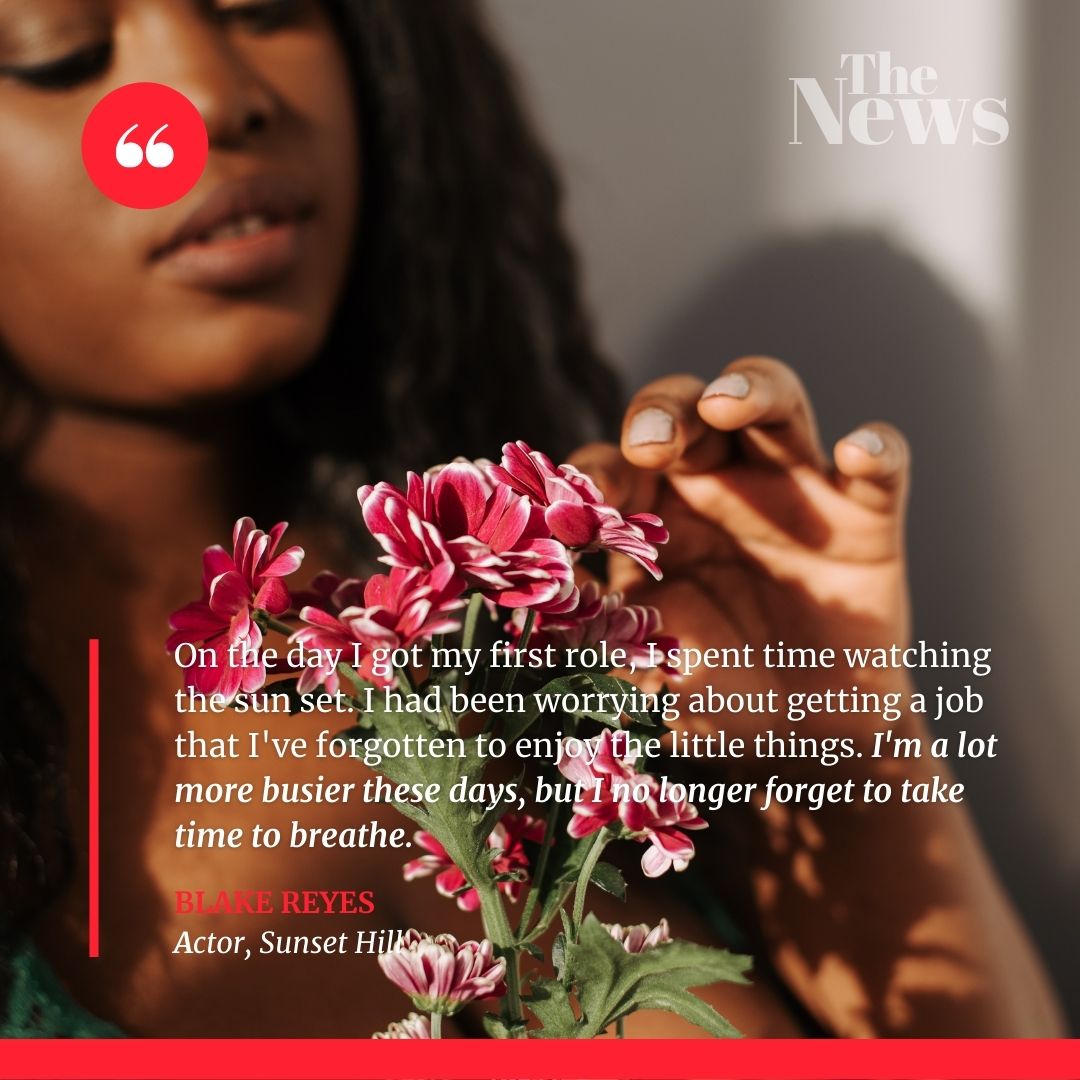 The
News
“
On the day I got my first role, I spent time watching
the sun set. I had been worrying about getting a job
that I've forgotten to enjoy the little things. I'm a lot
more busier these days, but I no longer forget to take
time to breathe.
BLAKE REYES
Actor, Sunset Hills